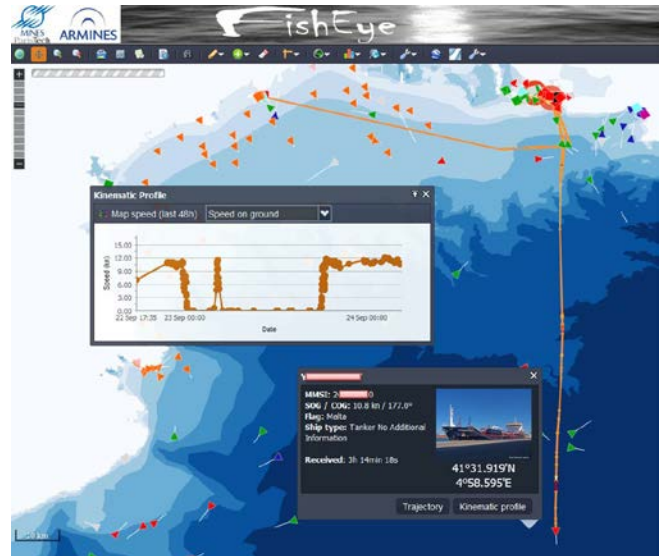 MINES
ParisTech
ARMINES
FishEye
Kinematic Profile
Map speed (last 48h)
Speed on ground
15.00
12.00
9.00
6.00
3.00
0.00
Speed (kn)
22 Sep 17:35
23 Sep 00:00
24 Sep 00:00
Date
Y
MMSI: 2 0
SOG / COG: 10.8 kn / 177.0°
Flag: Malta
Ship type: Tanker No Additional
Information
Received: 3h 14min 18s
41°31.919'N
4°58.595'E
Trajectory
Kinematic profile